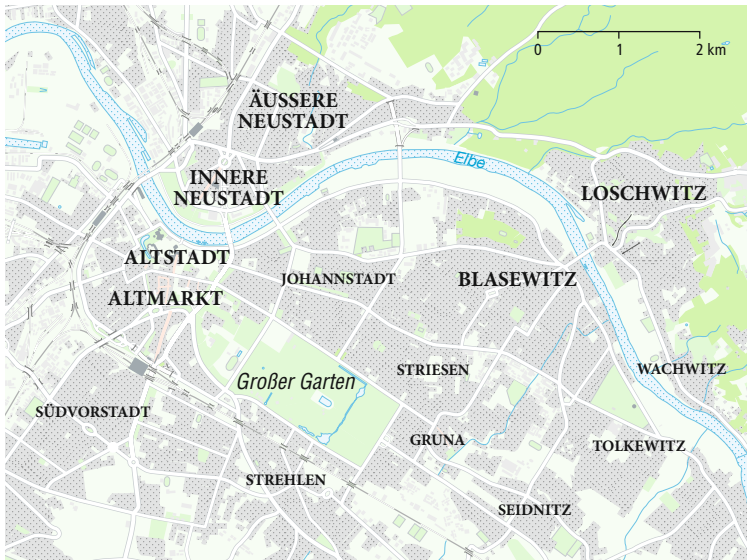 0 1 2 km
ÄUSSERE
NEUSTADT
Elbe
INNERE
NEUSTADT
LOSCHWITZ
ALTSTADT
JOHANNSTADT
BLASEWITZ
ALTMARKT
STRIESEN
WACHWITZ
Großer Garten
SÜDVORSTADT
GRUNA
TOLKEWITZ
STREHLEN
SEIDNITZ